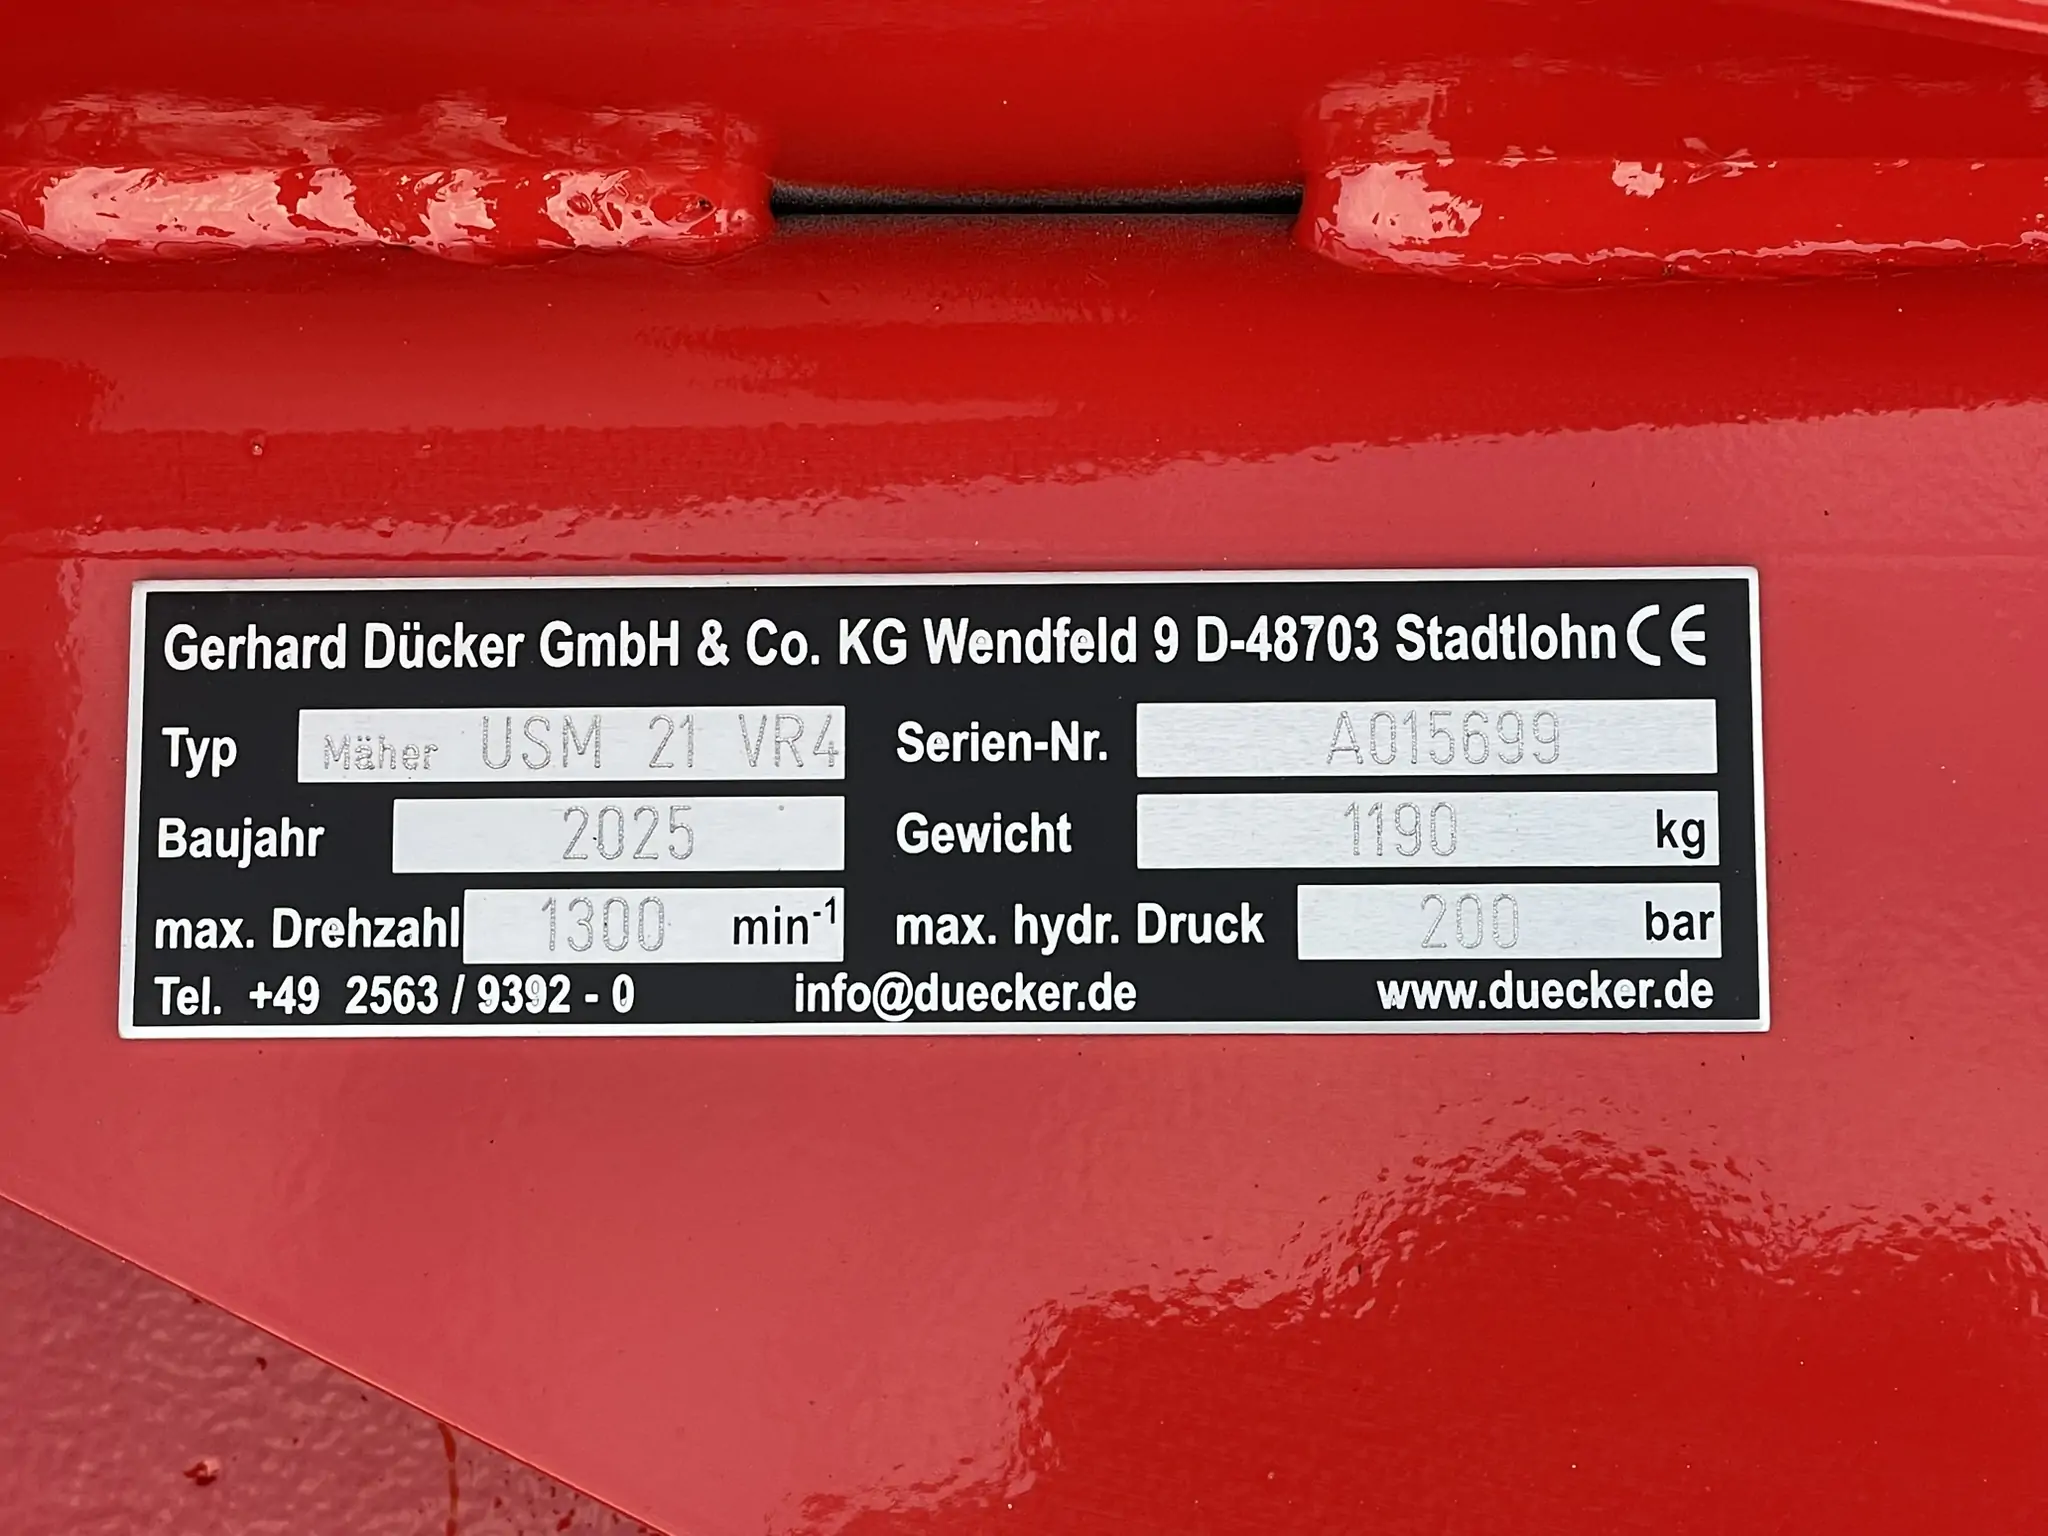 Gerhard Dücker GmbH & Co. KG Wendfeld 9 D-48703 Stadtlohn CE
Typ Mäher USM 21 VR4 Serien-Nr. A015699
Baujahr 2025 Gewicht 1190 kg
max. Drehzahl 1300 min⁻¹ max. hydr. Druck 200 bar
Tel. +49 2563 / 9392 - 0 info@duecker.de www.duecker.de